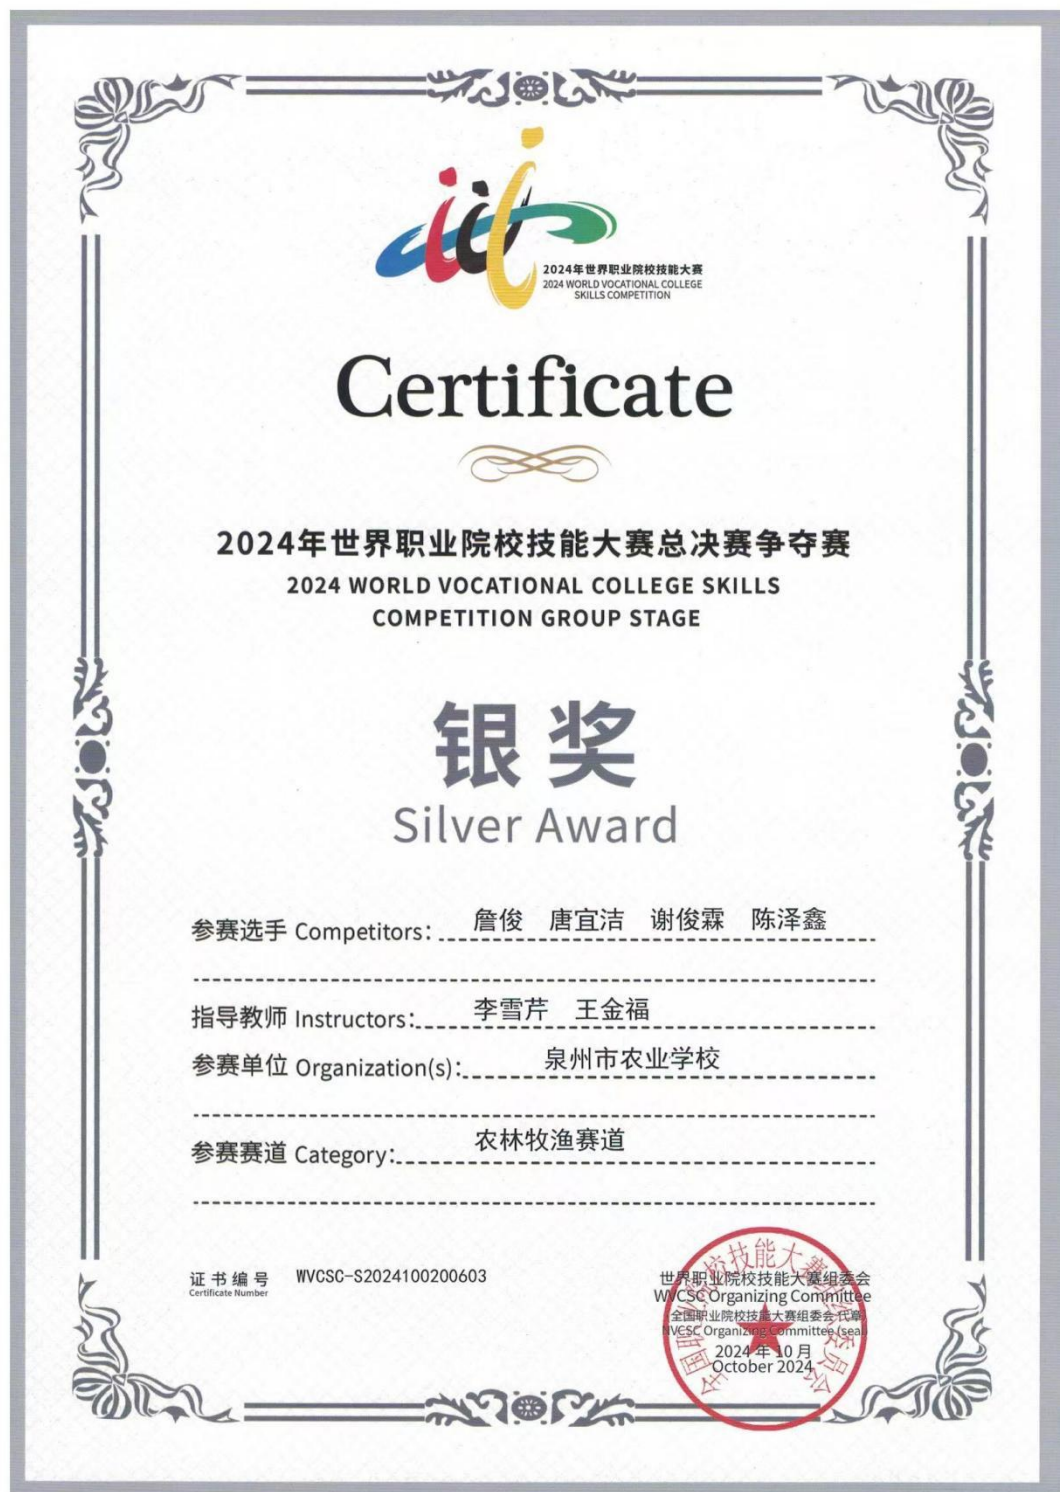 2024年世界职业院校技能大赛
2024 WORLD VOCATIONAL COLLEGE
SKILLS COMPETITION
Certificate
2024年世界职业院校技能大赛总决赛争夺赛
2024 WORLD VOCATIONAL COLLEGE SKILLS
COMPETITION GROUP STAGE
银奖
Silver Award
参赛选手 Competitors: 詹俊 唐宜洁 谢俊霖 陈泽鑫
指导教师 Instructors: 李雪芹 王金福
参赛单位 Organization(s): 泉州市农业学校
参赛赛道 Category: 农林牧渔赛道
证书编号 WVCSC-S2024100200603
Certificate Number
世界职业院校技能大赛组委会
WVCSC Organizing Committee
全国职业院校技能大赛组委会(代章)
NVCSC Organizing Committee (seal)
2024年10月
October 2024